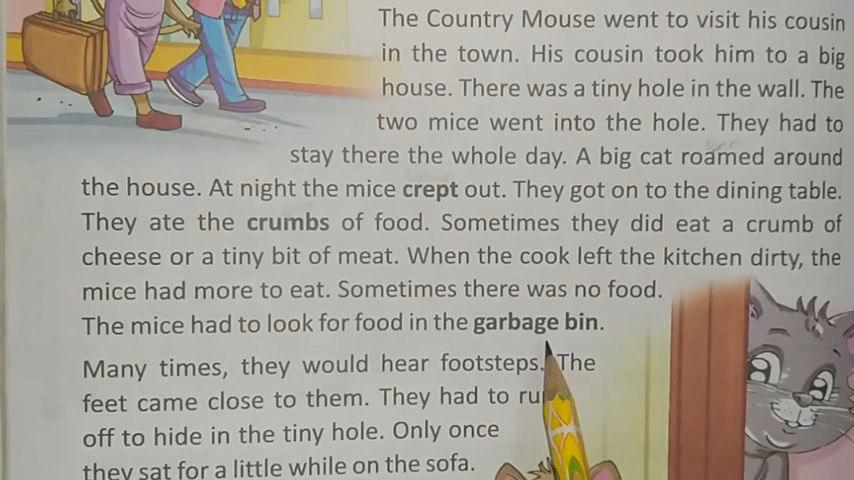 The Country Mouse went to visit his cousin
in the town. His cousin took him to a big
house. There was a tiny hole in the wall. The
two mice went into the hole. They had to
stay there the whole day. A big cat roamed around
the house. At night the mice crept out. They got on to the dining table.
They ate the crumbs of food. Sometimes they did eat a crumb of
cheese or a tiny bit of meat. When the cook left the kitchen dirty, the
mice had more to eat. Sometimes there was no food.
The mice had to look for food in the garbage bin.
Many times, they would hear footsteps. The
feet came close to them. They had to
off to hide in the tiny hole. Only once
they sat for a little while on the sofa.